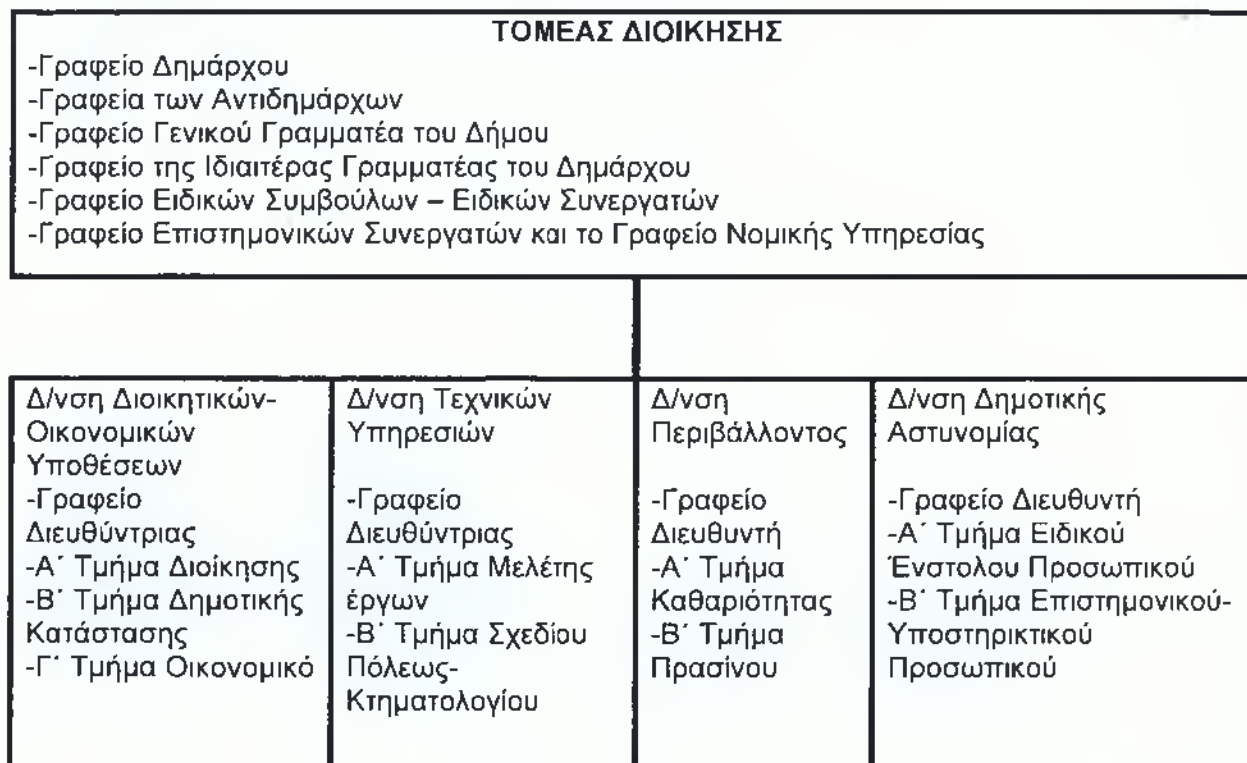 ΤΟΜΕΑΣ ΔΙΟΙΚΗΣΗΣ
-Γραφείο Δημάρχου
-Γραφεία των Αντιδημάρχων
-Γραφείο Γενικού Γραμματέα του Δήμου
-Γραφείο της Ιδιαιτέρας Γραμματέας του Δημάρχου
-Γραφείο Ειδικών Συμβούλων – Ειδικών Συνεργατών
-Γραφείο Επιστημονικών Συνεργατών και το Γραφείο Νομικής Υπηρεσίας
Δ/νση Διοικητικών-
Οικονομικών
Υποθέσεων
-Γραφείο
Διευθύντριας
-Α΄ Τμήμα Διοίκησης
-Β΄ Τμήμα Δημοτικής
Κατάστασης
-Γ΄ Τμήμα Οικονομικό
Δ/νση Τεχνικών
Υπηρεσιών
-Γραφείο
Διευθύντριας
-Α΄ Τμήμα Μελέτης
έργων
-Β΄ Τμήμα Σχεδίου
Πόλεως-
Κτηματολογίου
Δ/νση
Περιβάλλοντος
-Γραφείο
Διευθυντή
-Α΄ Τμήμα
Καθαριότητας
-Β΄ Τμήμα
Πρασίνου
Δ/νση Δημοτικής
Αστυνομίας
-Γραφείο Διευθυντή
-Α΄ Τμήμα Ειδικού
Ένστολου Προσωπικού
-Β΄ Τμήμα Επιστημονικού-
Υποστηρικτικού
Προσωπικού